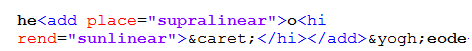 he<add place="supralinear">o<hi
rend="sunlinear">&caret;</hi></add>&yogh;eode